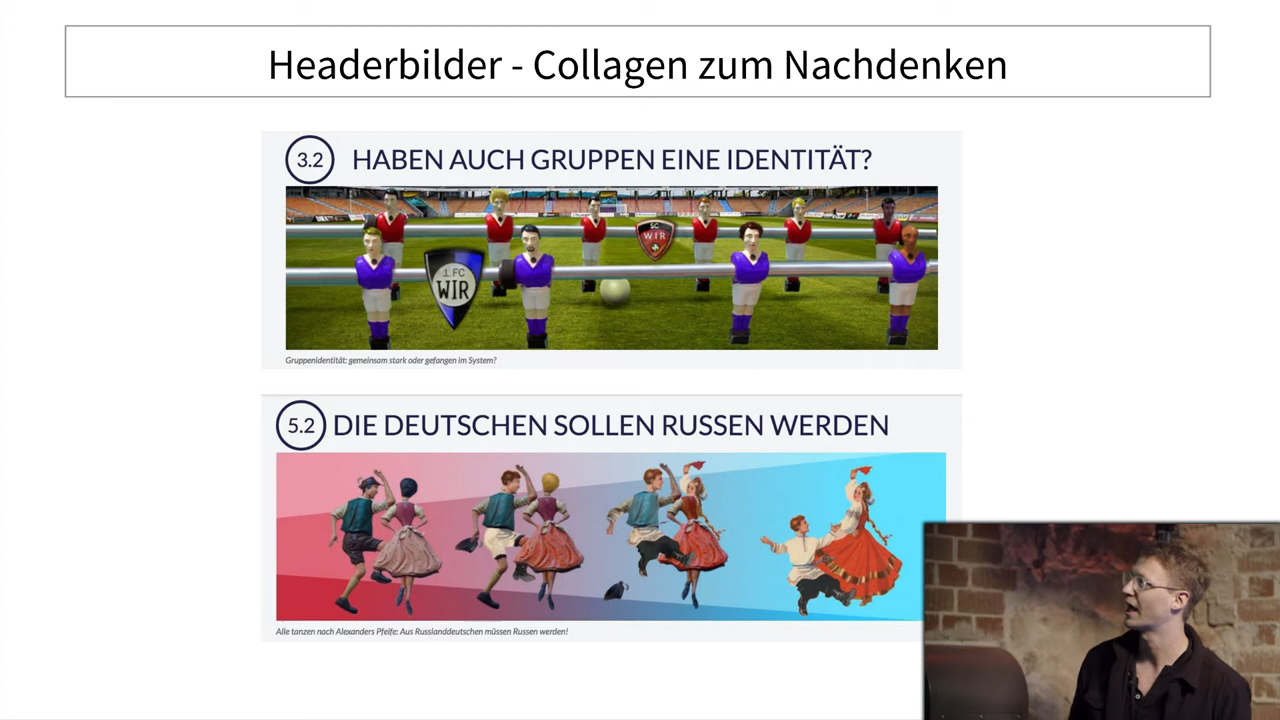 Headerbilder - Collagen zum Nachdenken
3.2 HABEN AUCH GRUPPEN EINE IDENTITÄT?
SC
WIR
1.FC
WIR
Gruppenidentität: gemeinsam stark oder gefangen im System?
5.2 DIE DEUTSCHEN SOLLEN RUSSEN WERDEN
Alle tanzen nach Alexanders Pfeife: Aus Russlanddeutschen müssen Russen werden!